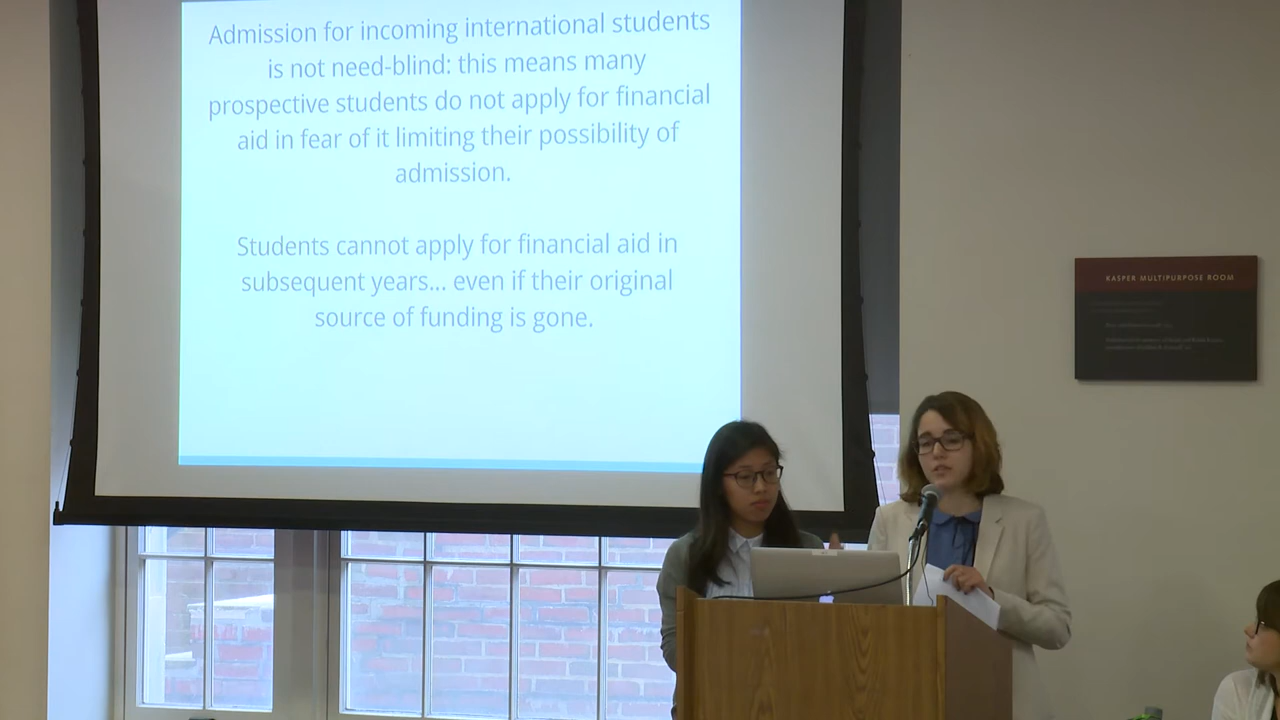 Admission for incoming international students
is not need-blind: this means many
prospective students do not apply for financial
aid in fear of it limiting their possibility of
admission.
Students cannot apply for financial aid in
subsequent years... even if their original
source of funding is gone.
KASPER MULTIPURPOSE ROOM